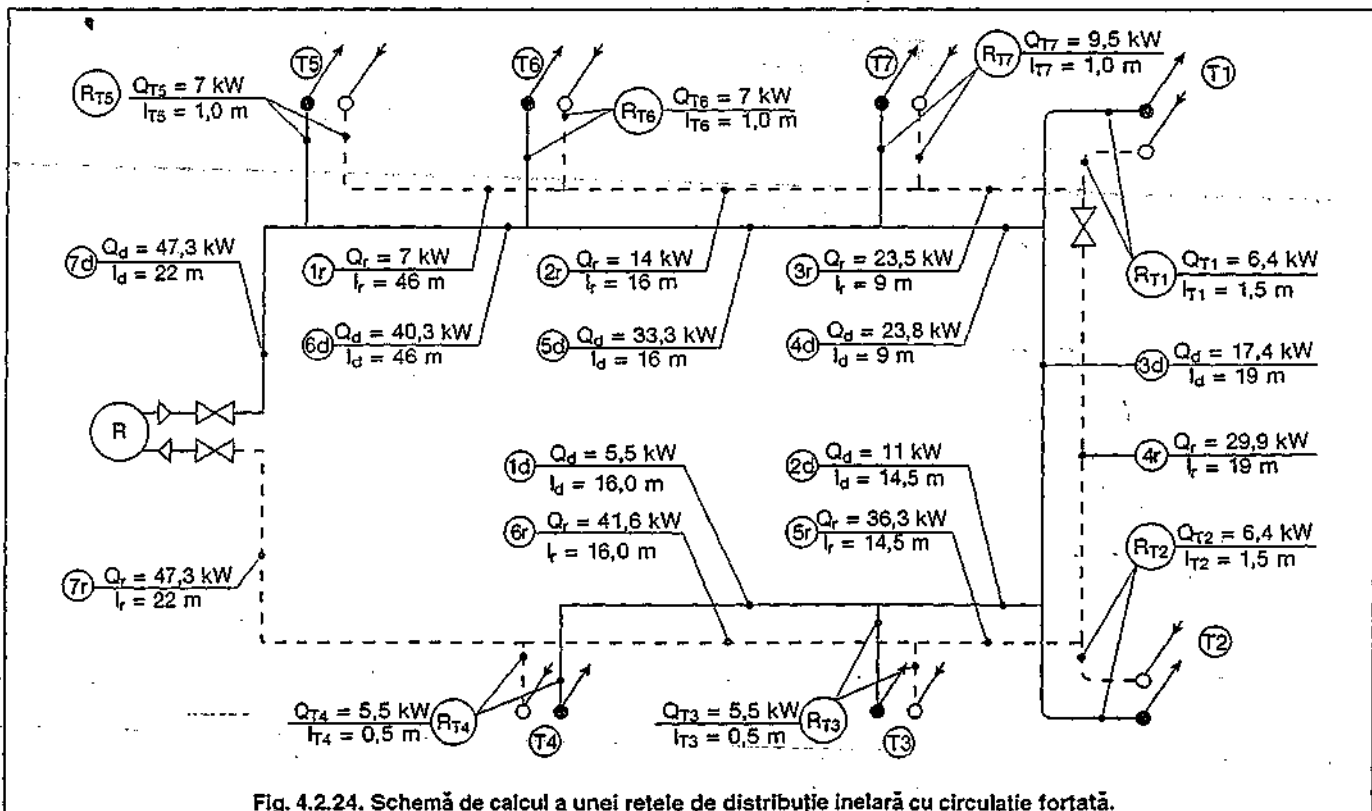 T5
T6
T7
T1
RT5 QT5 = 7 kW
lT5 = 1,0 m
QT6 = 7 kW
RT6 lT6 = 1,0 m
RT7 QT7 = 9,5 kW
lT7 = 1,0 m
7d Qd = 47,3 kW
ld = 22 m
1r Qr = 7 kW
lr = 46 m
2r Qr = 14 kW
lr = 16 m
3r Qr = 23,5 kW
lr = 9 m
RT1 QT1 = 6,4 kW
lT1 = 1,5 m
6d Qd = 40,3 kW
ld = 46 m
5d Qd = 33,3 kW
ld = 16 m
4d Qd = 23,8 kW
ld = 9 m
3d Qd = 17,4 kW
ld = 19 m
R
1d Qd = 5,5 kW
ld = 16,0 m
2d Qd = 11 kW
ld = 14,5 m
4r Qr = 29,9 kW
lr = 19 m
6r Qr = 41,6 kW
lr = 16,0 m
5r Qr = 36,3 kW
lr = 14,5 m
RT2 QT2 = 6,4 kW
lT2 = 1,5 m
7r Qr = 47,3 kW
lr = 22 m
T2
QT4 = 5,5 kW
lT4 = 0,5 m RT4
T4
QT3 = 5,5 kW
lT3 = 0,5 m RT3
T3
Fig. 4.2.24. Schemă de calcul a unei rețele de distribuție inelară cu circulație forțată.